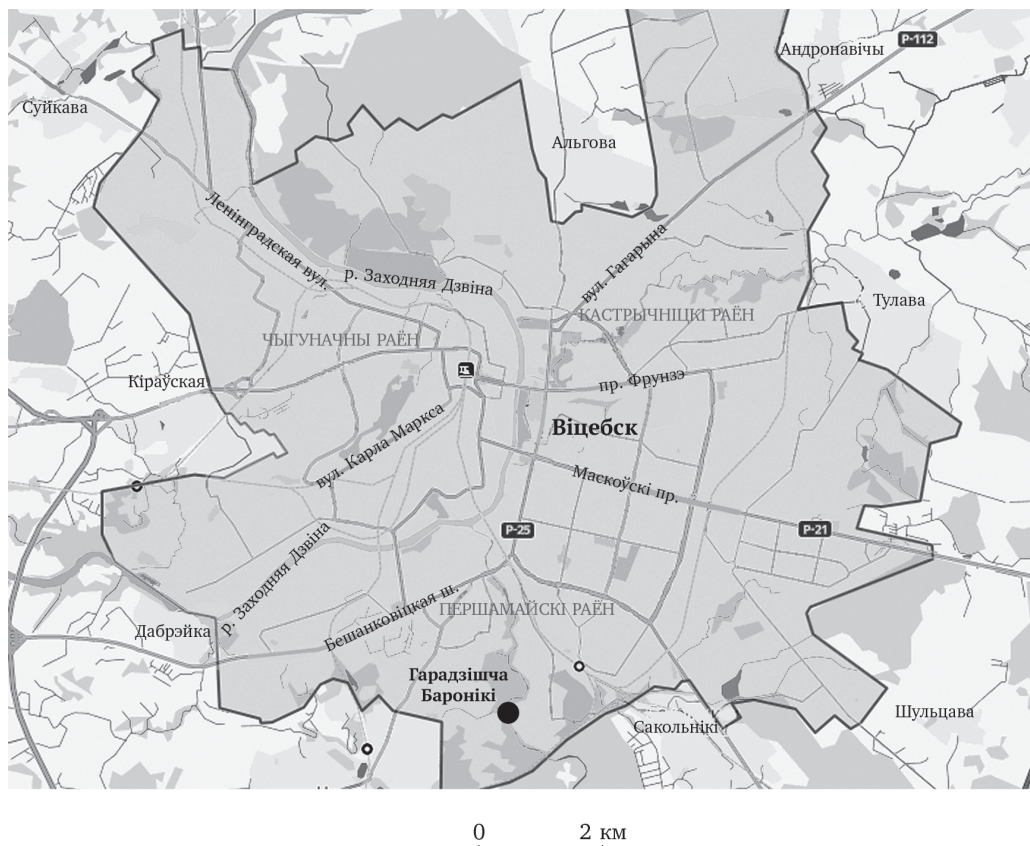 Андронавічы
Р-112
Суйкава
Альгова
Ленінградская вул.
вул. Гагарына
р. Заходняя Дзвіна
Тулава
КАСТРЫЧНІЦКІ РАЁН
ЧЫГУНАЧНЫ РАЁН
Кіраўская
пр. Фрунзэ
вул. Карла Маркса
Віцебск
Маскоўскі пр.
Р-25
Р-21
р. Заходняя Дзвіна
Бешанковіцкая ш.
ПЕРШАМАЙСКІ РАЁН
Дабрэйка
Гарадзішча
Баронікі
Шульцава
Сакольнікі
0 2 км